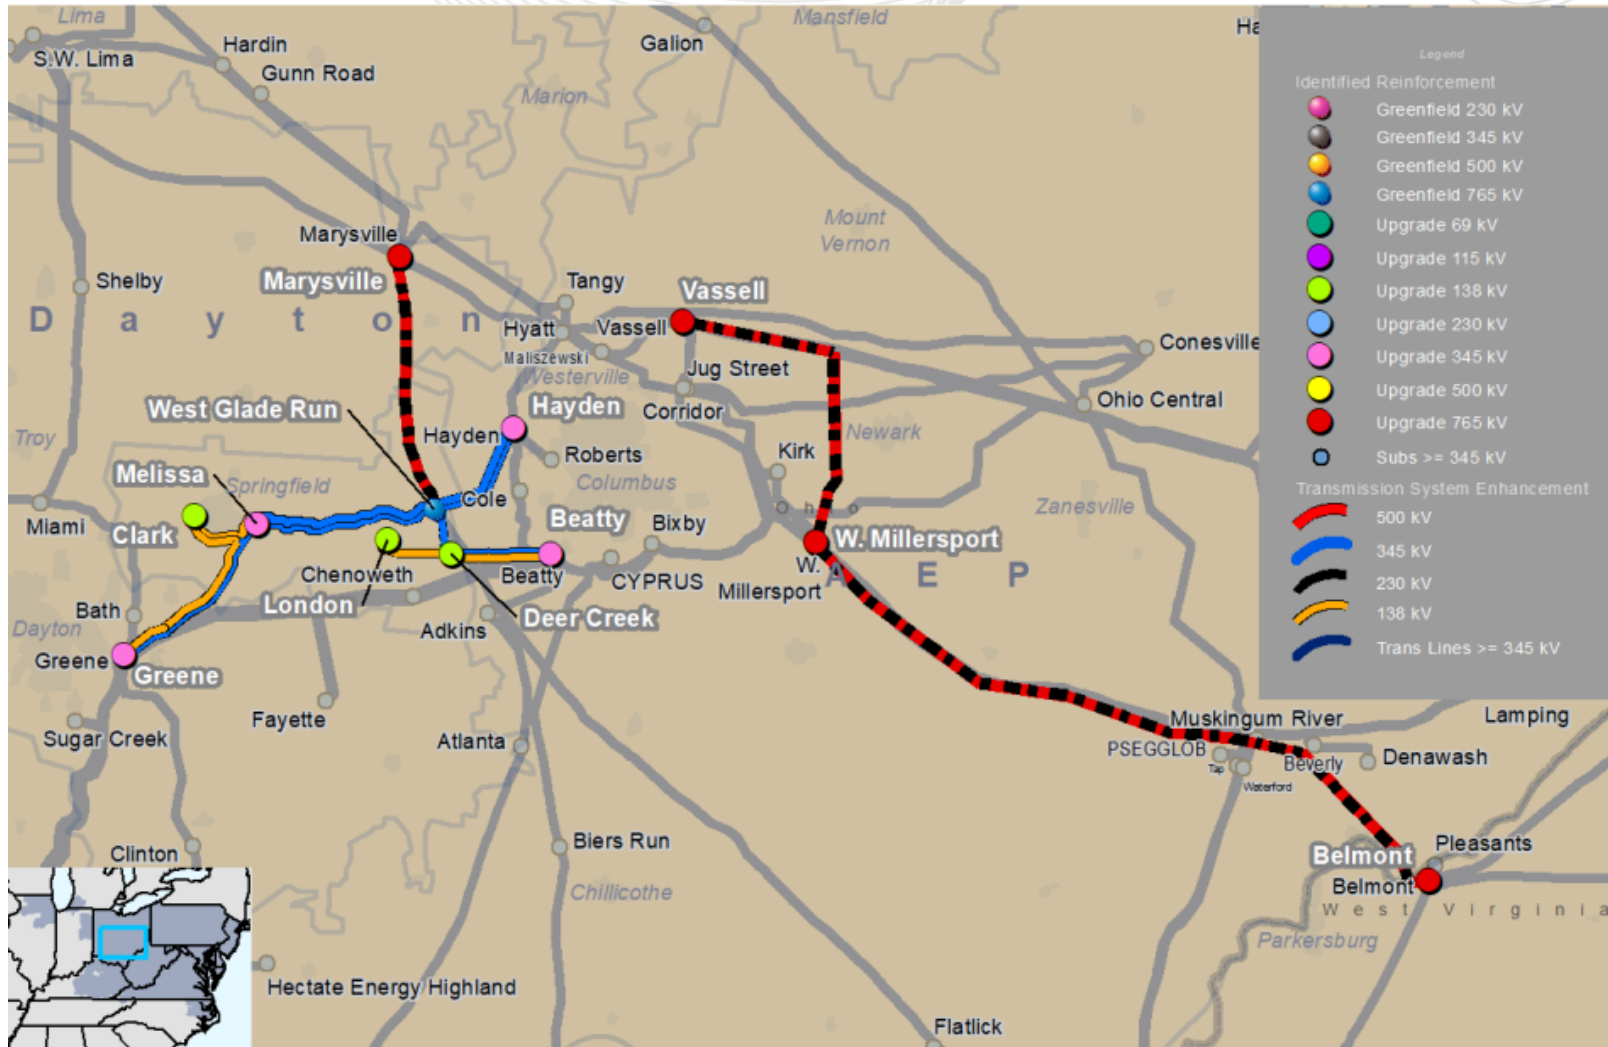 Lima
S.W. Lima
Hardin
Gunn Road
Galion
Mansfield
Ha
Marion
Marysville
Marysville
Shelby
Mount
Vernon
Tangy
Vassell
D a y t o n
Hyatt
Vassell
Maliszewski
Westerville
Jug Street
Conesville
Ohio Central
West Glade Run
Hayden
Corridor
Hayden
Newark
Troy
Roberts
Kirk
Melissa
Springfield
Columbus
Cole
Zanesville
Miami
Clark
Beatty
Bixby
O h i o
W. Millersport
Chenoweth
Beatty
CYPRUS
W.
Millersport
A E P
London
Bath
Deer Creek
Adkins
Dayton
Greene
Greene
Fayette
Sugar Creek
Atlanta
Muskingum River
Lamping
PSEGGLOB
Tap
Beverly
Denawash
Waterford
Clinton
Biers Run
Belmont
Pleasants
Belmont
West Virginia
Chillicothe
Parkersburg
Hectate Energy Highland
Flatlick
Legend
Identified Reinforcement
Greenfield 230 kV
Greenfield 345 kV
Greenfield 500 kV
Greenfield 765 kV
Upgrade 69 kV
Upgrade 115 kV
Upgrade 138 kV
Upgrade 230 kV
Upgrade 345 kV
Upgrade 500 kV
Upgrade 765 kV
Subs >= 345 kV
Transmission System Enhancement
500 kV
345 kV
230 kV
138 kV
Trans Lines >= 345 kV